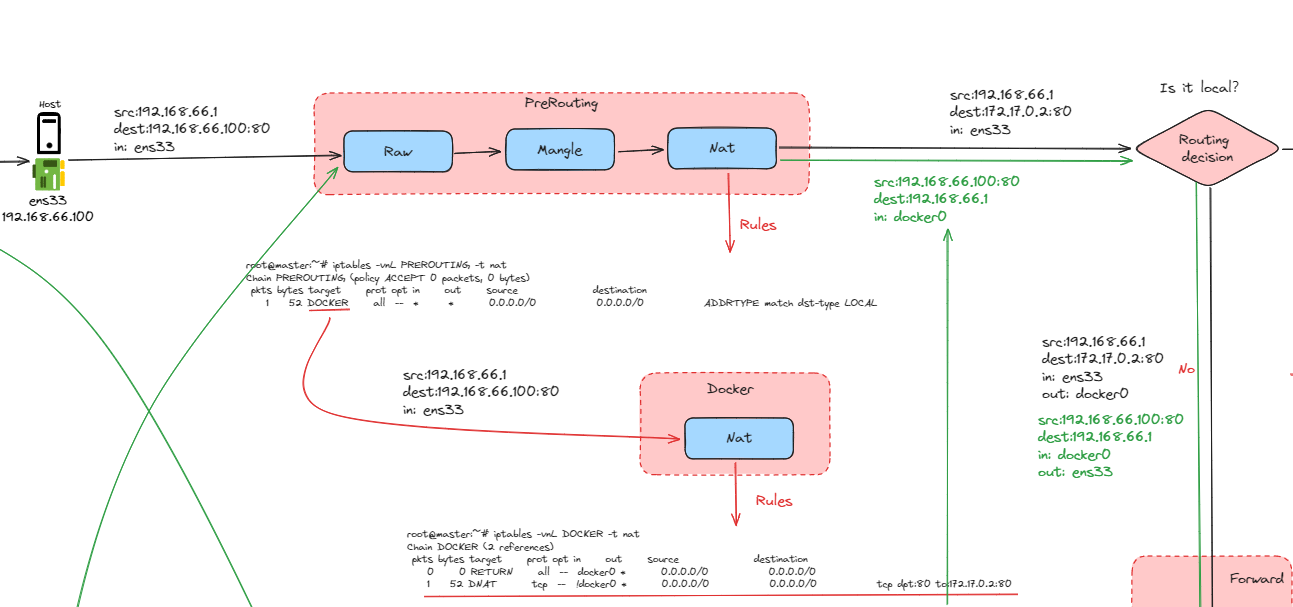 Host
ens33
192.168.66.100
src:192.168.66.1
dest:192.168.66.100:80
in: ens33
PreRouting
Raw
Mangle
Nat
Rules
src:192.168.66.1
dest:172.17.0.2:80
in: ens33
src:192.168.66.100:80
dest:192.168.66.1
in: docker0
Is it local?
Routing
decision
root@master:~# iptables -vnL PREROUTING -t nat
Chain PREROUTING (policy ACCEPT 0 packets, 0 bytes)
pkts bytes target prot opt in out source destination
1 52 DOCKER all -- * * 0.0.0.0/0 0.0.0.0/0 ADDRTYPE match dst-type LOCAL
src:192.168.66.1
dest:192.168.66.100:80
in: ens33
Docker
Nat
Rules
src:192.168.66.1
dest:172.17.0.2:80
in: ens33
out: docker0
No
src:192.168.66.100:80
dest:192.168.66.1
in: docker0
out: ens33
root@master:~# iptables -vnL DOCKER -t nat
Chain DOCKER (2 references)
pkts bytes target prot opt in out source destination
0 0 RETURN all -- docker0 * 0.0.0.0/0 0.0.0.0/0
1 52 DNAT tcp -- !docker0 * 0.0.0.0/0 0.0.0.0/0 tcp dpt:80 to:172.17.0.2:80
Forward